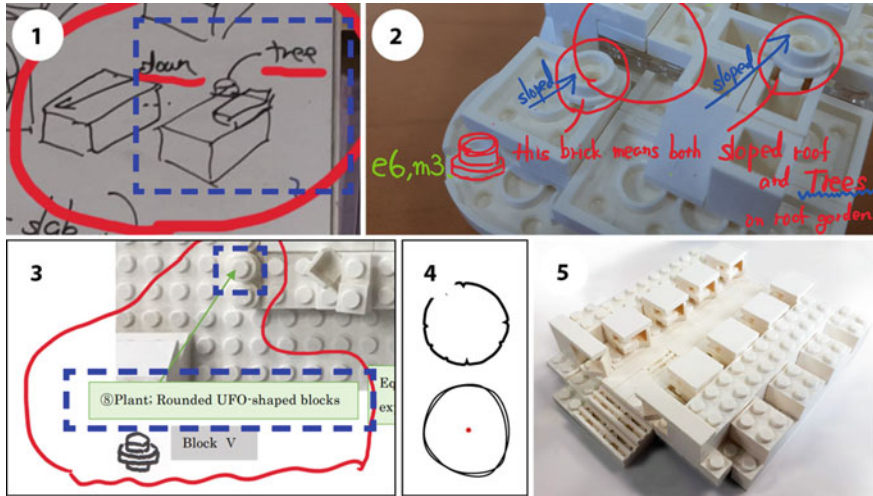 1
down
tree
slab
2
sloped
sloped
e6,m3
this brick means both sloped roof
and Trees
on roof garden
3
⑧Plant; Rounded UFO-shaped blocks
Eq
ex
Block V
4
5